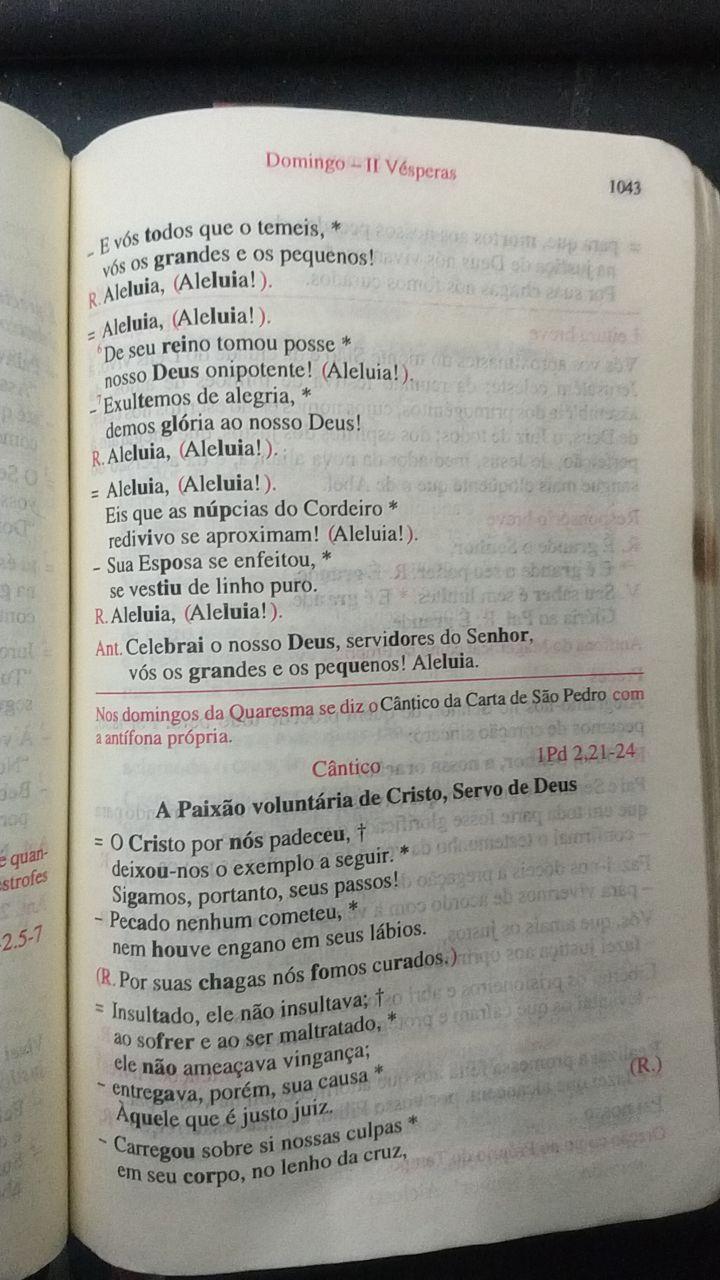 Domingo – II Vésperas
1043
– E vós todos que o temeis, *
vós os grandes e os pequenos!
R. Aleluia, (Aleluia!).
= Aleluia, (Aleluia!).
6 De seu reino tomou posse *
nosso Deus onipotente! (Aleluia!).
– 7 Exultemos de alegria, *
demos glória ao nosso Deus!
R. Aleluia, (Aleluia!).
= Aleluia, (Aleluia!).
Eis que as núpcias do Cordeiro *
redivivo se aproximam! (Aleluia!).
– Sua Esposa se enfeitou, *
se vestiu de linho puro.
R. Aleluia, (Aleluia!).
Ant. Celebrai o nosso Deus, servidores do Senhor,
vós os grandes e os pequenos! Aleluia.
Nos domingos da Quaresma se diz o Cântico da Carta de São Pedro com
a antífona própria.
Cântico
1Pd 2,21-24
A Paixão voluntária de Cristo, Servo de Deus
= O Cristo por nós padeceu, †
deixou-nos o exemplo a seguir. *
Sigamos, portanto, seus passos!
– Pecado nenhum cometeu, *
nem houve engano em seus lábios.
(R. Por suas chagas nós fomos curados.)
= Insultado, ele não insultava; †
ao sofrer e ao ser maltratado, *
ele não ameaçava vingança;
– entregava, porém, sua causa *
Àquele que é justo juiz.
(R.)
– Carregou sobre si nossas culpas *
em seu corpo, no lenho da cruz,
e quan-
strofes
2.5-7